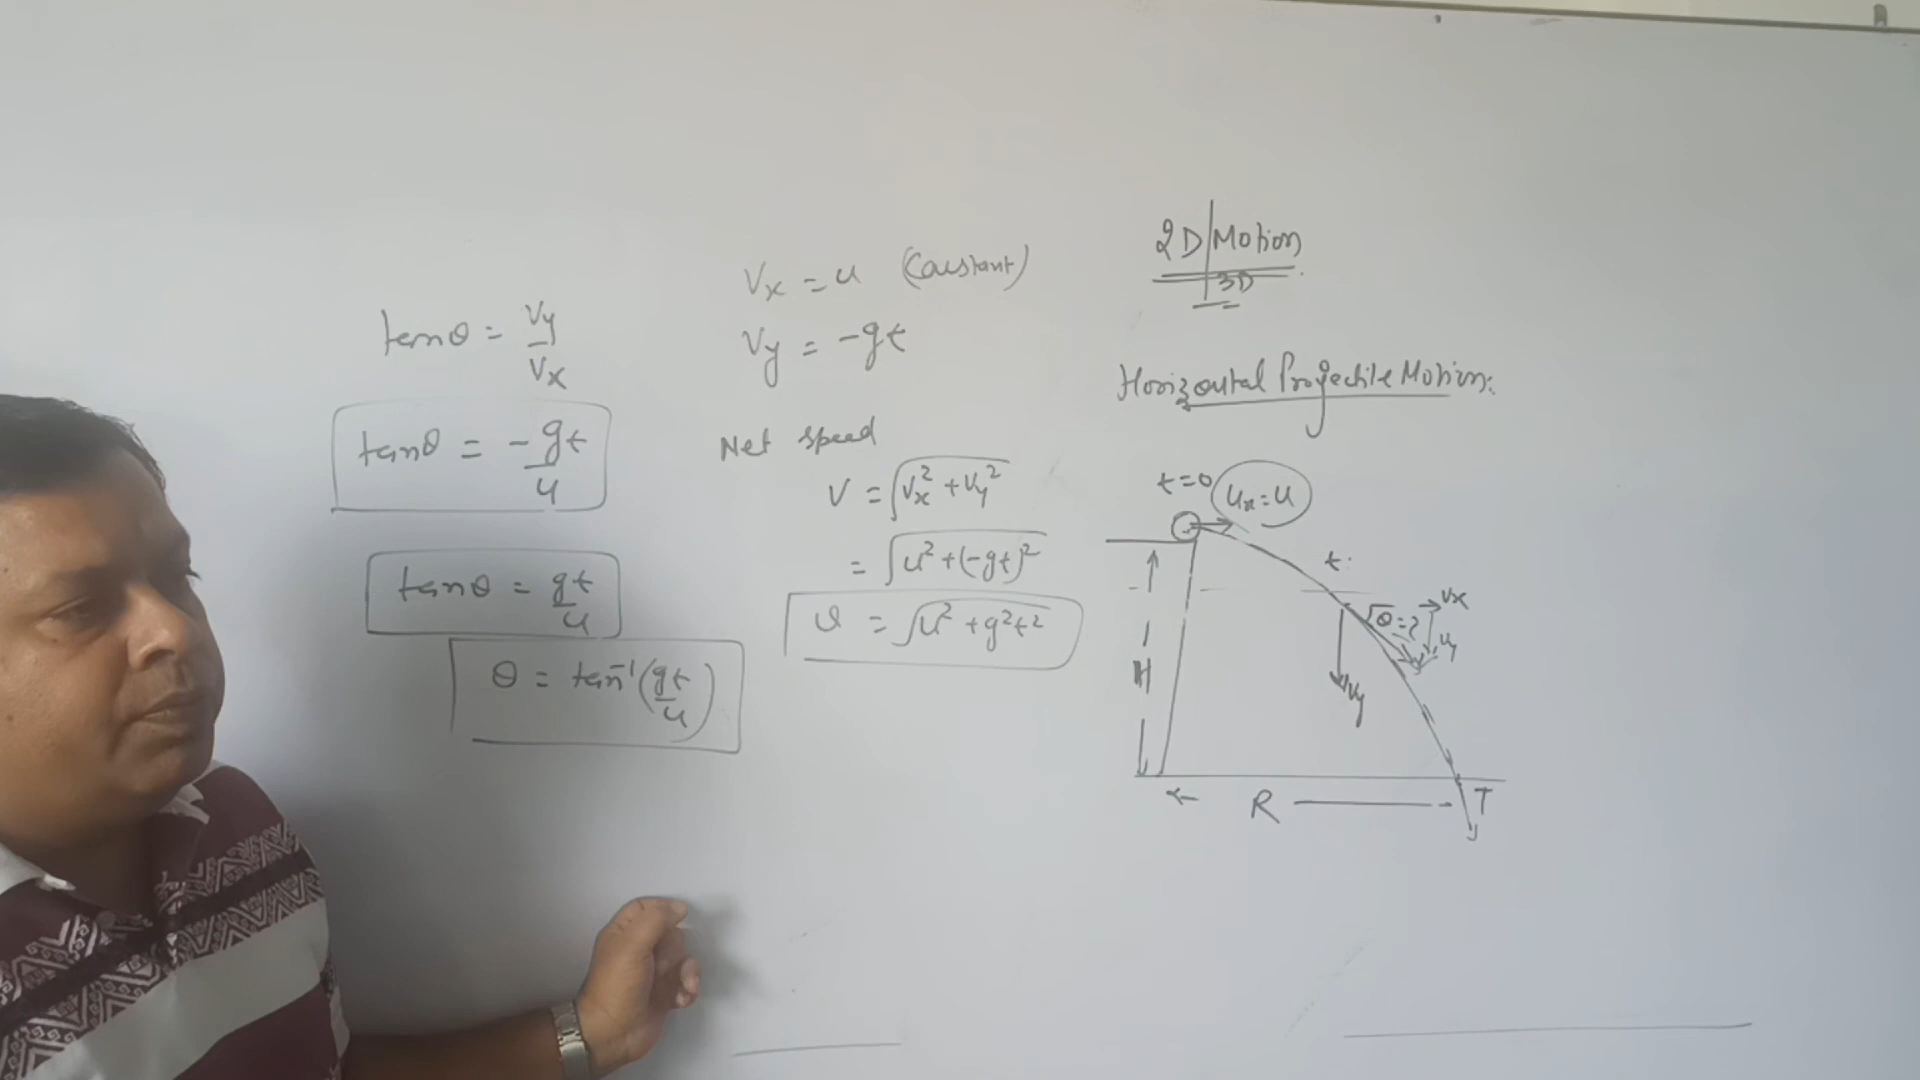 2D Motion
3D
Horizontal Projectile Motion:
tanθ = Vy/Vx
tanθ = -gt/u
tanθ = gt/u
θ = tan⁻¹(gt/u)
Vx = u (Constant)
Vy = -gt
Net speed
V = √Vx² + Vy²
= √u² + (-gt)²
v = √u² + g²t²
t=0 ux = u
t
θ=? Vx
Vy
Vy
H
R T